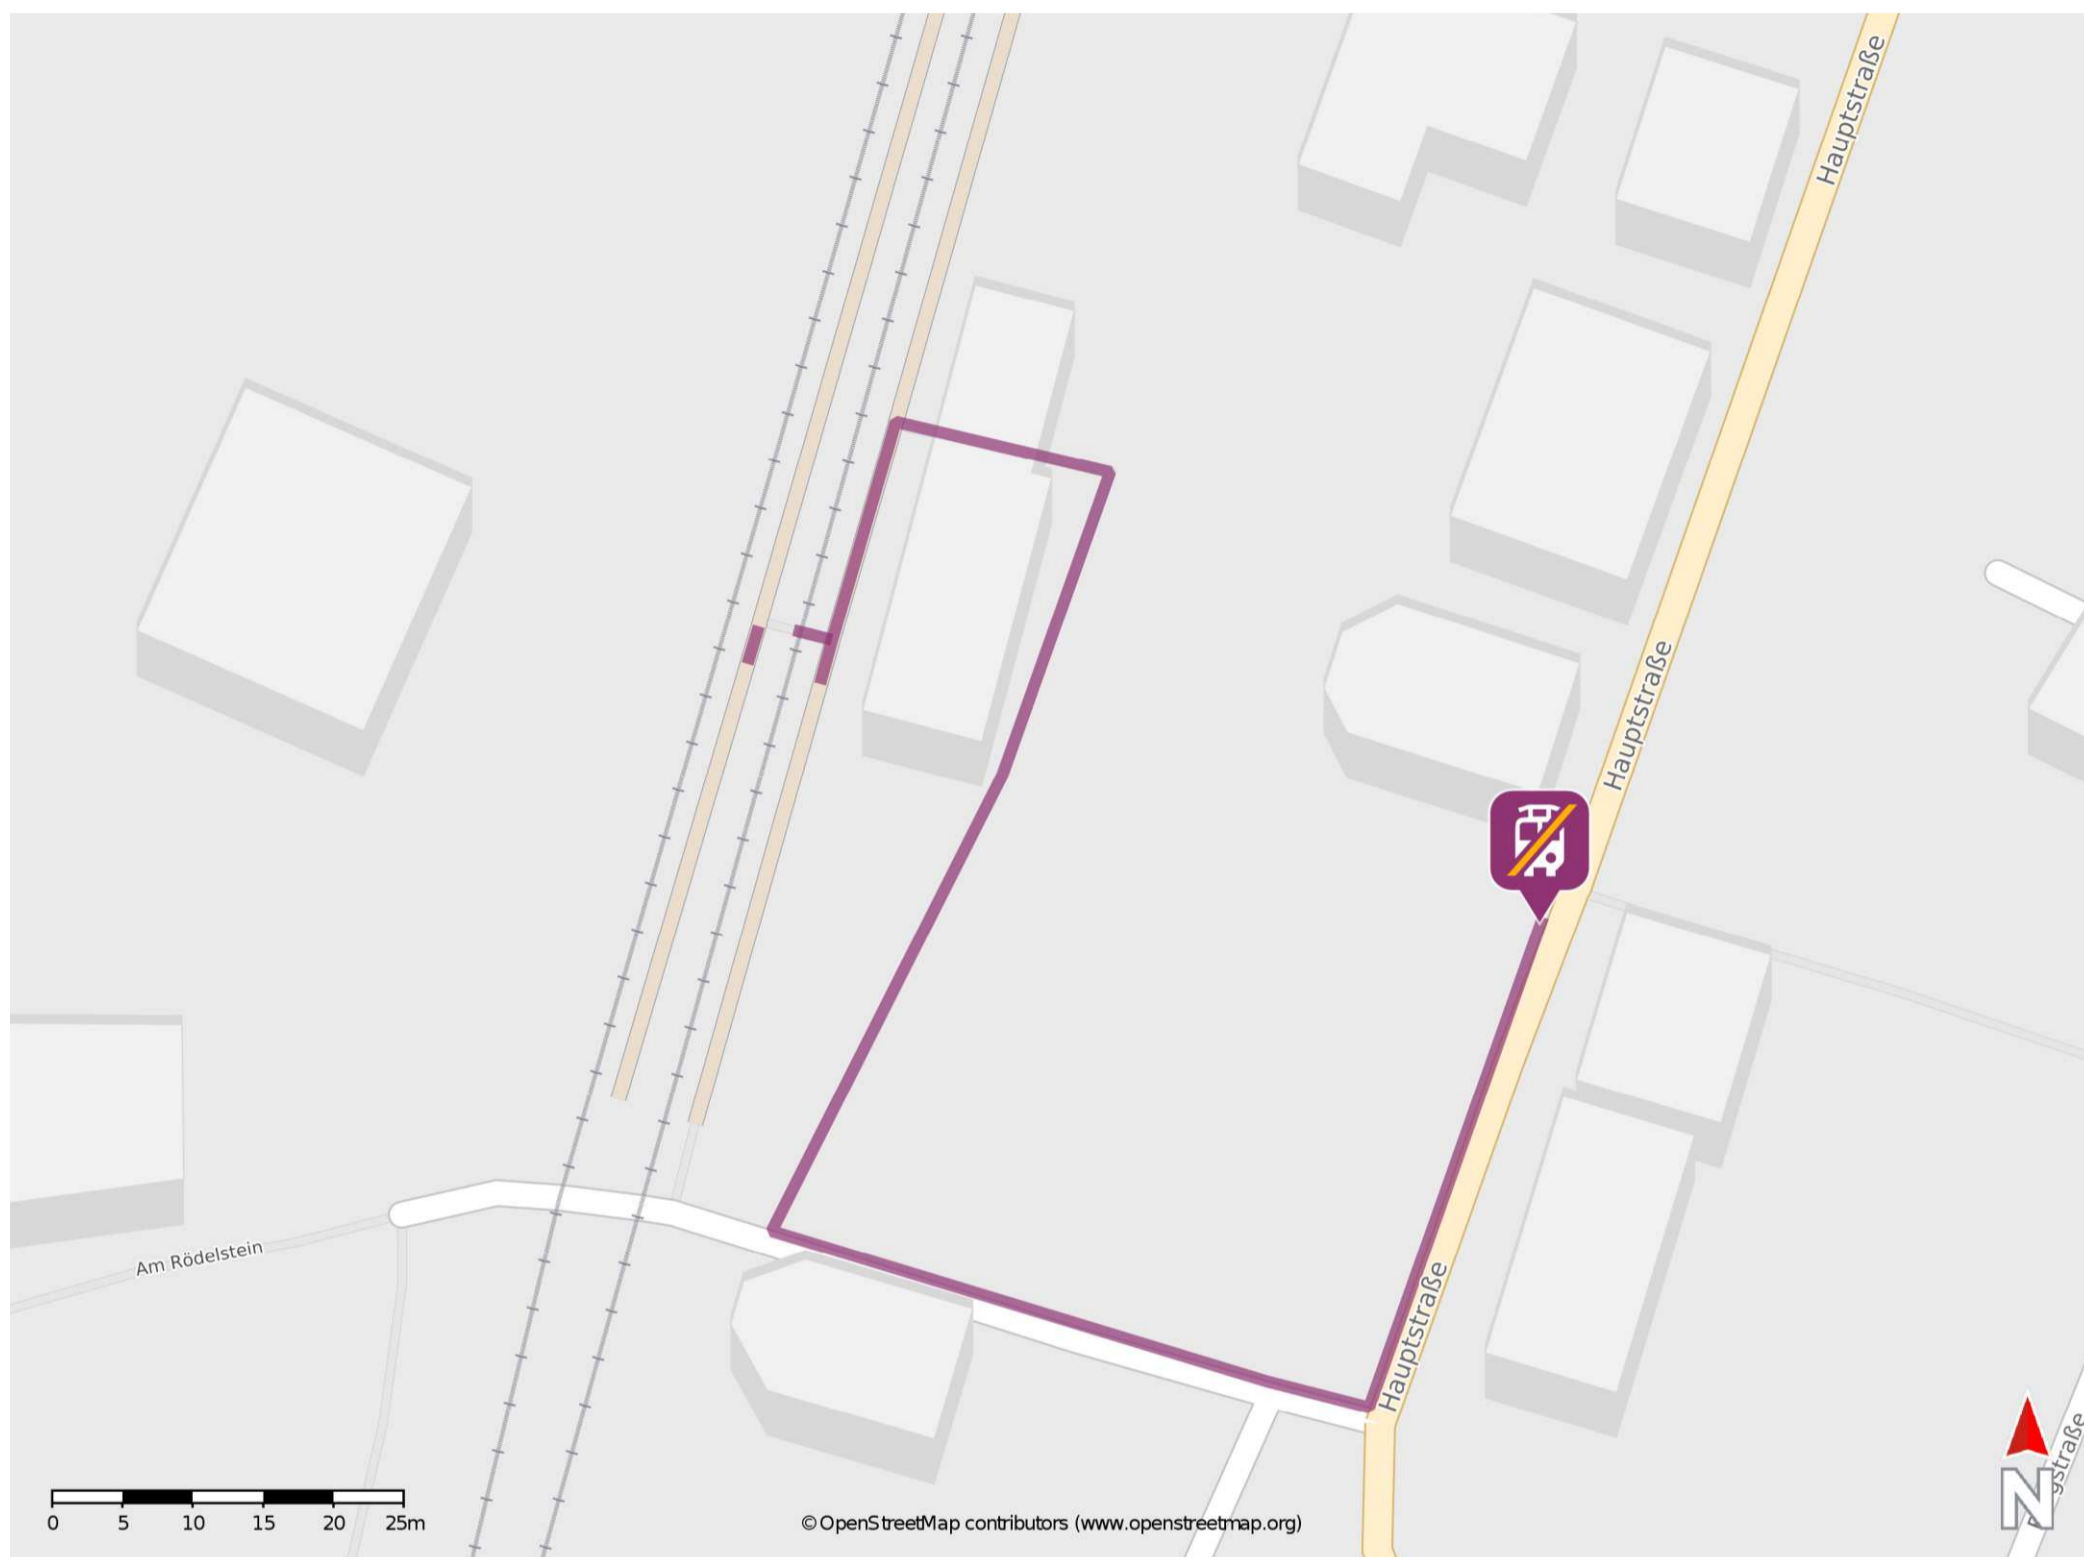 Hauptstraße
Hauptstraße
Hauptstraße
Am Rödelstein
0 5 10 15 20 25m
© OpenStreetMap contributors (www.openstreetmap.org)
N